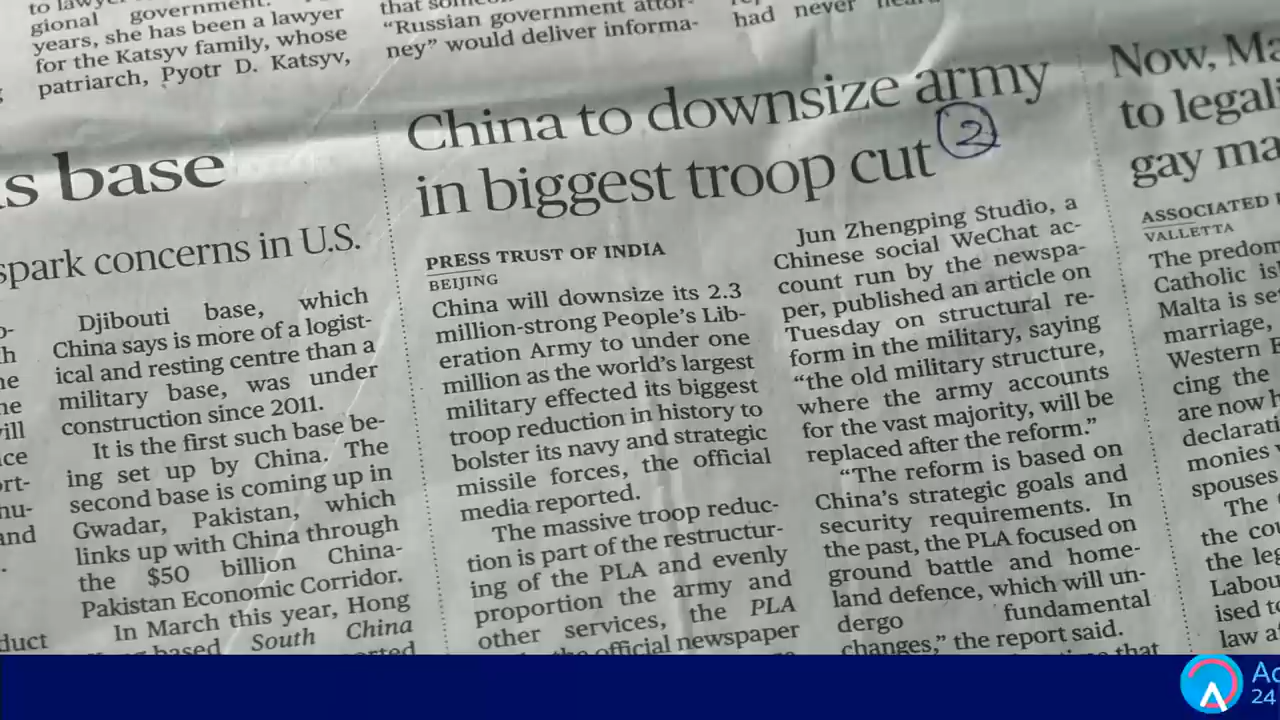 gional government.
years, she has been a lawyer
for the Katsyv family, whose
patriarch, Pyotr D. Katsyv,
"Russian government attor-
ney" would deliver informa-
had never
s base
spark concerns in U.S.
Djibouti base, which
China says is more of a logist-
ical and resting centre than a
military base, was under
construction since 2011.
It is the first such base be-
ing set up by China. The
second base is coming up in
Gwadar, Pakistan, which
links up with China through
the $50 billion China-
Pakistan Economic Corridor.
In March this year, Hong
based South China
China to downsize army
in biggest troop cut
2
PRESS TRUST OF INDIA
BEIJING
China will downsize its 2.3
million-strong People's Lib-
eration Army to under one
million as the world's largest
military effected its biggest
troop reduction in history to
bolster its navy and strategic
missile forces, the official
media reported.
The massive troop reduc-
tion is part of the restructur-
ing of the PLA and evenly
proportion the army and
other services, the PLA
official newspaper
Jun Zhengping Studio, a
Chinese social WeChat ac-
count run by the newspa-
per, published an article on
Tuesday on structural re-
form in the military, saying
"the old military structure,
where the army accounts
for the vast majority, will be
replaced after the reform."
"The reform is based on
China's strategic goals and
security requirements. In
the past, the PLA focused on
ground battle and home-
land defence, which will un-
dergo fundamental
changes," the report said.
that
Now, Ma
to legali
gay ma
ASSOCIATED
VALLETTA
The predom
Catholic isl
Malta is se
marriage,
Western E
cing the
are now h
declarati
monies
spouses
The
the co
the leg
Labou
ised to
law a
Ad
24